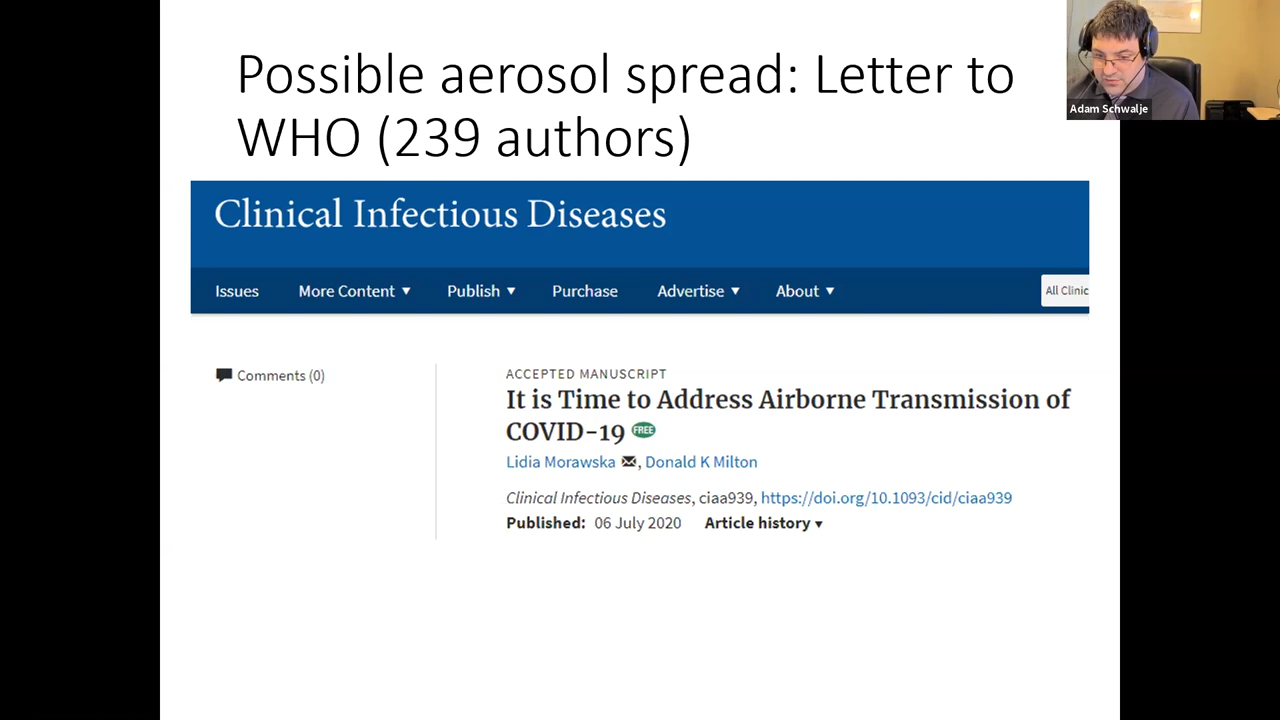 Possible aerosol spread: Letter to
WHO (239 authors)
Adam Schwalje
Clinical Infectious Diseases
Issues More Content ▼ Publish ▼ Purchase Advertise ▼ About ▼ All Clinic
Comments (0)
ACCEPTED MANUSCRIPT
It is Time to Address Airborne Transmission of
COVID-19 FREE
Lidia Morawska, Donald K Milton
Clinical Infectious Diseases, ciaa939, https://doi.org/10.1093/cid/ciaa939
Published: 06 July 2020 Article history ▼